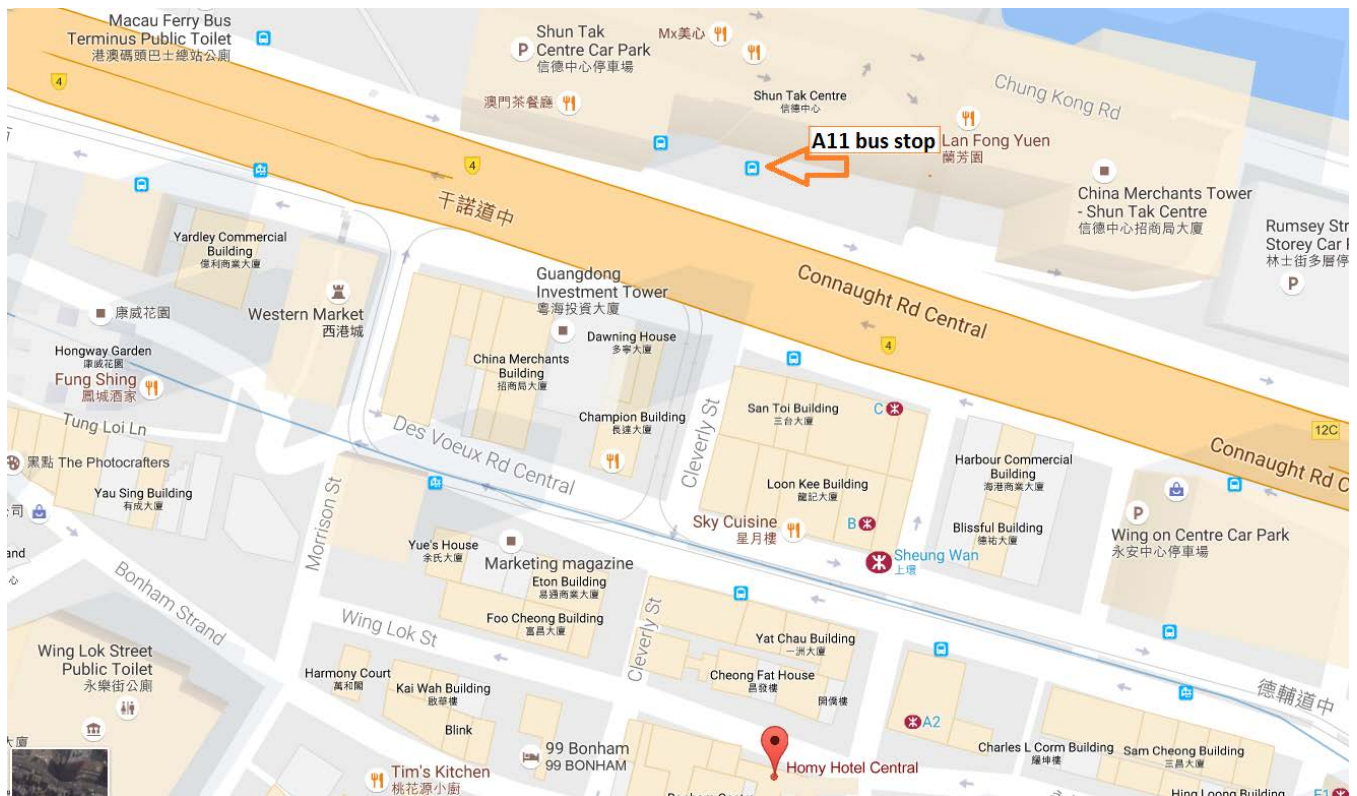 Macau Ferry Bus
Terminus Public Toilet
港澳碼頭巴士總站公廁
Shun Tak
Centre Car Park
信德中心停車場
P
Mx美心
澳門茶餐廳
Shun Tak Centre
信德中心
Chung Kong Rd
A11 bus stop
Lan Fong Yuen
蘭芳園
China Merchants Tower
- Shun Tak Centre
信德中心招商局大廈
Rumsey Str
Storey Car P
林士街多層停
P
4
4
干諾道中
Connaught Rd Central
4
Yardley Commercial
Building
億利商業大廈
Western Market
西港城
康威花園
Hongway Garden
康威花園
Fung Shing
鳳城酒家
Tung Loi Ln
黑點 The Photocrafters
Yau Sing Building
有成大廈
公司
and
Guangdong
Investment Tower
粵海投資大廈
Dawning House
多寧大廈
China Merchants
Building
招商局大廈
Champion Building
長達大廈
Des Voeux Rd Central
Cleverly St
San Toi Building
三台大廈
C
Loon Kee Building
龍記大廈
B
Sky Cuisine
星月樓
Sheung Wan
上環
Harbour Commercial
Building
海港商業大廈
Blissful Building
德祐大廈
12C
Connaught Rd C
P
Wing on Centre Car Park
永安中心停車場
Morrison St
Bonham Strand
Yue's House
余氏大廈
Marketing magazine
Eton Building
易通商業大廈
Foo Cheong Building
富昌大廈
Wing Lok St
Cleverly St
Yat Chau Building
一洲大廈
Cheong Fat House
昌發樓
開僑樓
德輔道中
Wing Lok Street
Public Toilet
永樂街公廁
大廈
Harmony Court
萬和閣
Kai Wah Building
啟華樓
Blink
99 Bonham
99 BONHAM
Tim's Kitchen
桃花源小廚
Homy Hotel Central
A2
Charles L Corm Building
耀坤樓
Sam Cheong Building
三昌大廈
Hing Loong Building
E1